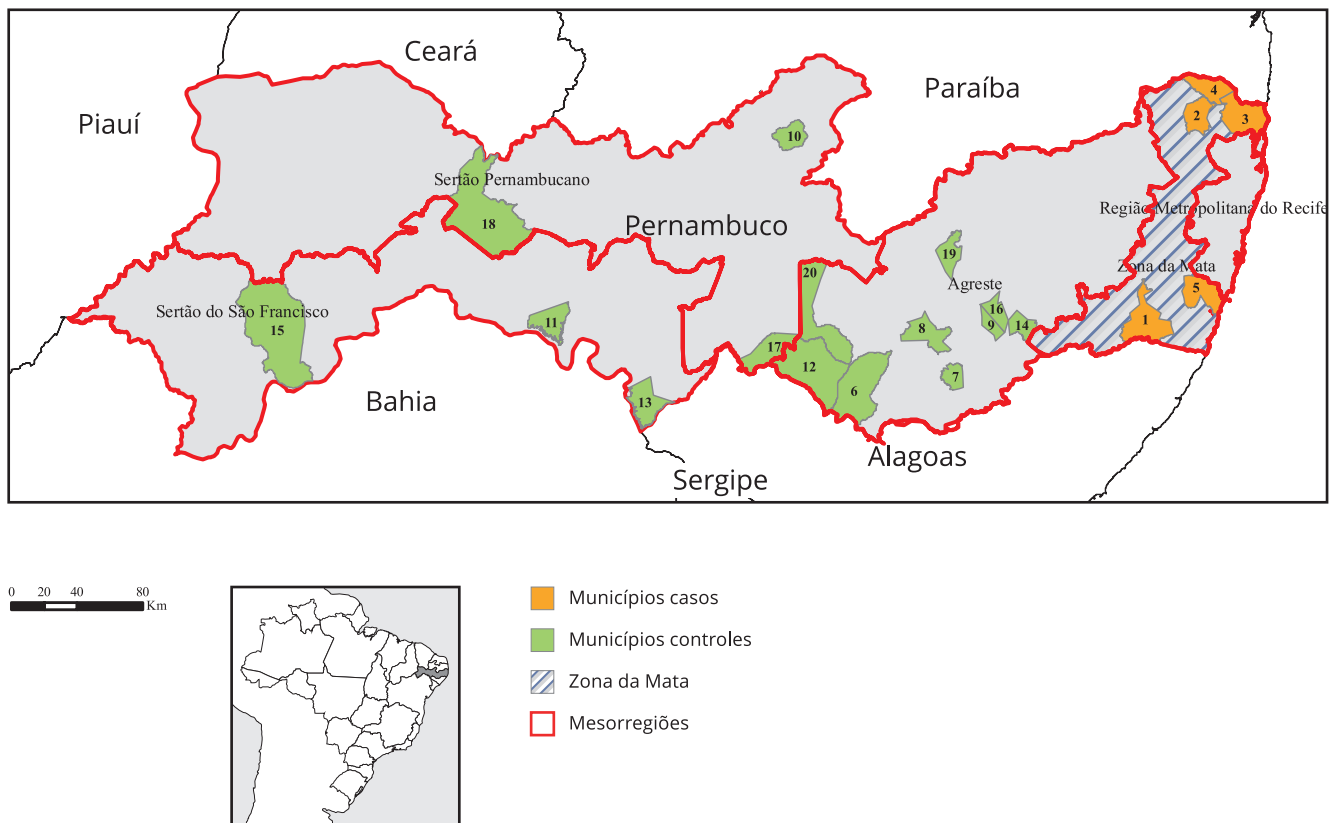 Ceará
Piauí
Paraíba
4
2
3
10
Sertão Pernambucano
18
Pernambuco
Região Metropolitana do Recife
19
Zona da Mata
20
Agreste
5
Sertão do São Francisco
15
11
16
8
9
14
1
17
12
7
6
13
Bahia
Alagoas
Sergipe
0 20 40 80
Km
Municípios casos
Municípios controles
Zona da Mata
Mesorregiões